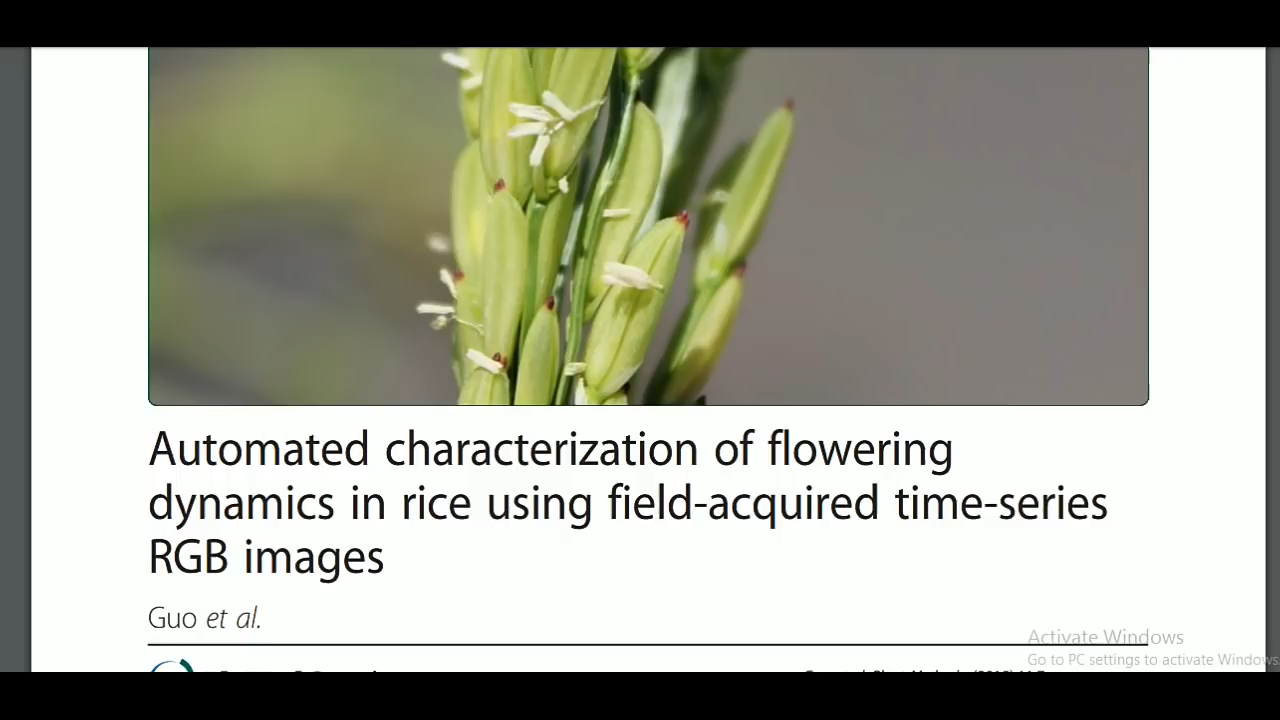 Automated characterization of flowering
dynamics in rice using field-acquired time-series
RGB images
Guo et al.
Activate Windows
Go to PC settings to activate Windows